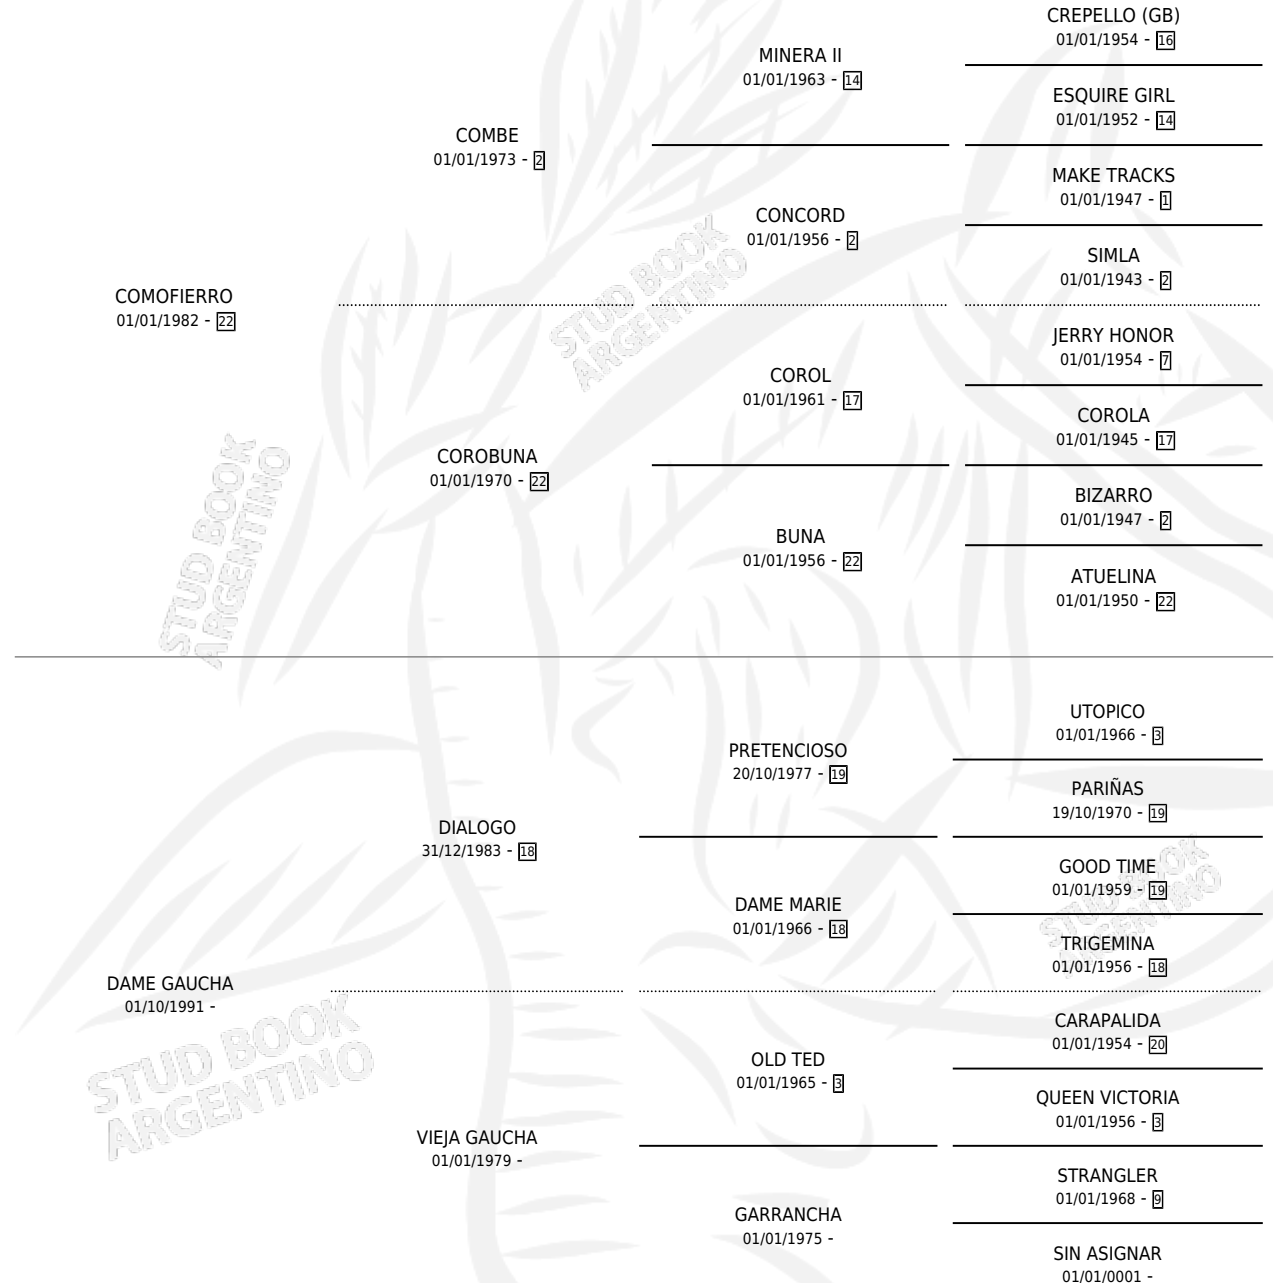 CREPELLO (GB)
01/01/1954 - 16
MINERA II
01/01/1963 - 14
ESQUIRE GIRL
01/01/1952 - 14
COMBE
01/01/1973 - 2
MAKE TRACKS
01/01/1947 - 1
CONCORD
01/01/1956 - 2
SIMLA
01/01/1943 - 2
COMOFIERRO
01/01/1982 - 22
JERRY HONOR
01/01/1954 - 7
COROL
01/01/1961 - 17
COROLA
01/01/1945 - 17
COROBUNA
01/01/1970 - 22
BIZARRO
01/01/1947 - 2
BUNA
01/01/1956 - 22
ATUELINA
01/01/1950 - 22
UTOPICO
01/01/1966 - 3
PRETENCIOSO
20/10/1977 - 19
PARIÑAS
19/10/1970 - 19
DIALOGO
31/12/1983 - 18
GOOD TIME
01/01/1959 - 19
DAME MARIE
01/01/1966 - 18
TRIGEMINA
01/01/1956 - 18
DAME GAUCHA
01/10/1991 -
CARAPALIDA
01/01/1954 - 20
OLD TED
01/01/1965 - 3
QUEEN VICTORIA
01/01/1956 - 3
VIEJA GAUCHA
01/01/1979 -
STRANGLER
01/01/1968 - 9
GARRANCHA
01/01/1975 -
SIN ASIGNAR
01/01/0001 -
STUD BOOK
ARGENTINO
STUD BOOK
ARGENTINO
STUD BOOK
ARGENTINO
STUD BOOK
ARGENTINO